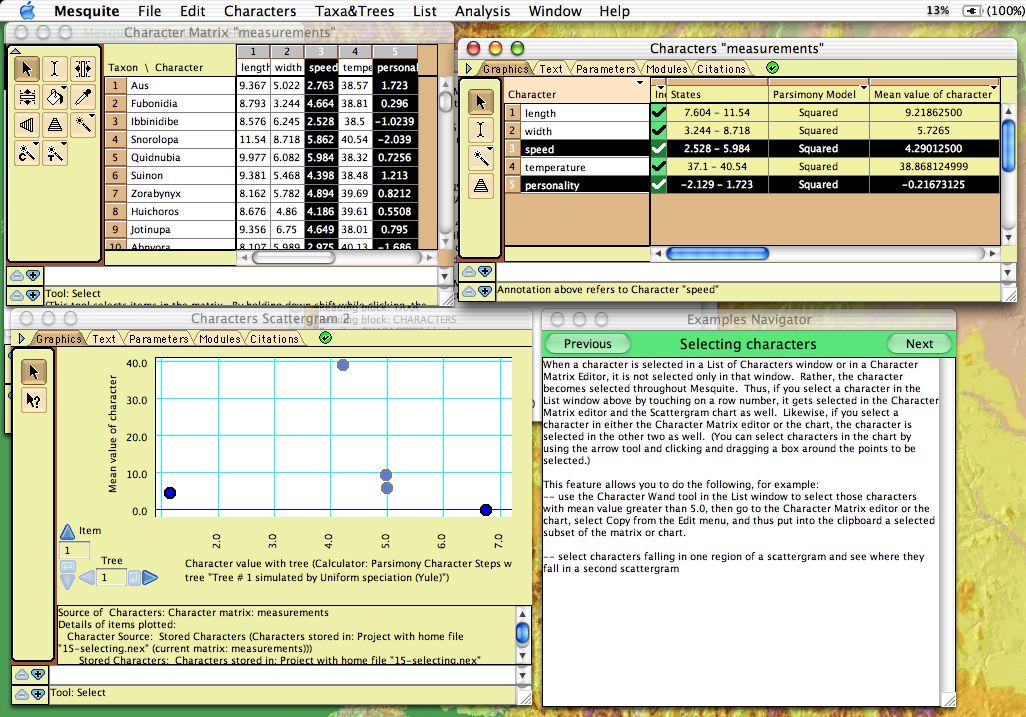 Mesquite File Edit Characters Taxa&Trees List Analysis Window Help 13% (100%)
Character Matrix "measurements"
1 2 3 4 5
Taxon \ Character length width speed tempe personal
1 Aus 9.367 5.022 2.763 38.57 1.723
2 Fubonidia 8.793 3.244 4.664 38.81 0.296
3 Ibbinidibe 8.576 6.245 2.528 38.5 -1.0239
4 Snorolopa 11.54 8.718 5.862 40.54 -2.039
5 Quidnubia 9.977 6.082 5.984 38.32 0.7256
6 Suinon 9.381 5.468 4.398 38.48 1.213
7 Zorabynyx 8.162 5.782 4.894 39.69 0.8212
8 Huichoros 8.676 4.86 4.186 39.61 0.5508
9 Jotinupa 9.356 6.75 4.649 38.01 0.795
10 Abnyora 8.107 5.989 2.975 40.13 -1.686
Tool: Select
(This tool selects items in the matrix. By holding down shift while clicking, the
Characters "measurements"
Graphics Text Parameters Modules Citations
Character In States Parsimony Model Mean value of character
1 length 7.604 - 11.54 Squared 9.21862500
2 width 3.244 - 8.718 Squared 5.7265
3 speed 2.528 - 5.984 Squared 4.29012500
4 temperature 37.1 - 40.54 Squared 38.868124999
5 personality -2.129 - 1.723 Squared -0.21673125
Annotation above refers to Character "speed"
Reading block: CHARACTERS
Characters Scattergram 2
Graphics Text Parameters Modules Citations
Mean value of character
40.0
30.0
20.0
10.0
0.0
2.0 3.0 4.0 5.0 6.0 7.0
Item
1
Tree
1
Character value with tree (Calculator: Parsimony Character Steps w
tree "Tree # 1 simulated by Uniform speciation (Yule)")
Source of Characters: Character matrix: measurements
Details of items plotted:
Character Source: Stored Characters (Characters stored in: Project with home file
"15-selecting.nex" (current matrix: measurements))
Stored Characters: Characters stored in: Project with home file "15-selecting.nex"
Tool: Select
Examples Navigator
Previous Selecting characters Next
When a character is selected in a List of Characters window or in a Character
Matrix Editor, it is not selected only in that window. Rather, the character
becomes selected throughout Mesquite. Thus, if you select a character in the
List window above by touching on a row number, it gets selected in the Character
Matrix editor and the Scattergram chart as well. Likewise, if you select a
character in either the Character Matrix editor or the chart, the character is
selected in the other two as well. (You can select characters in the chart by
using the arrow tool and clicking and dragging a box around the points to be
selected.)
This feature allows you to do the following, for example:
-- use the Character Wand tool in the List window to select those characters
with mean value greater than 5.0, then go to the Character Matrix editor or the
chart, select Copy from the Edit menu, and thus put into the clipboard a selected
subset of the matrix or chart.
-- select characters falling in one region of a scattergram and see where they
fall in a second scattergram